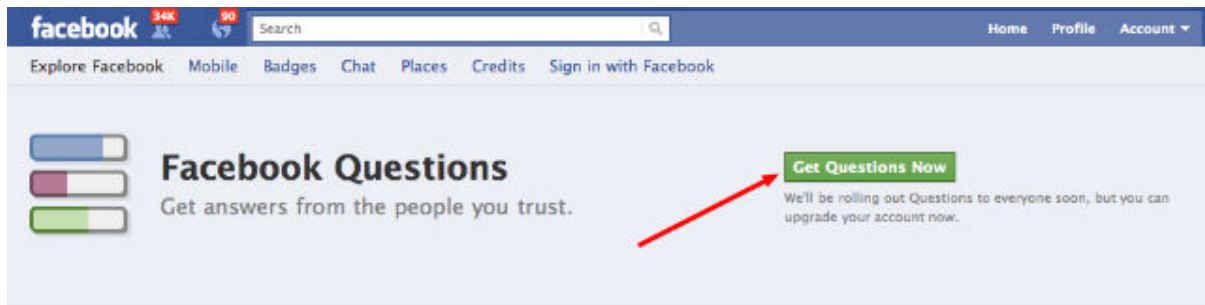 facebook 34K 90 Search Home Profile Account
Explore Facebook Mobile Badges Chat Places Credits Sign in with Facebook
Facebook Questions
Get answers from the people you trust.
Get Questions Now
We'll be rolling out Questions to everyone soon, but you can
upgrade your account now.